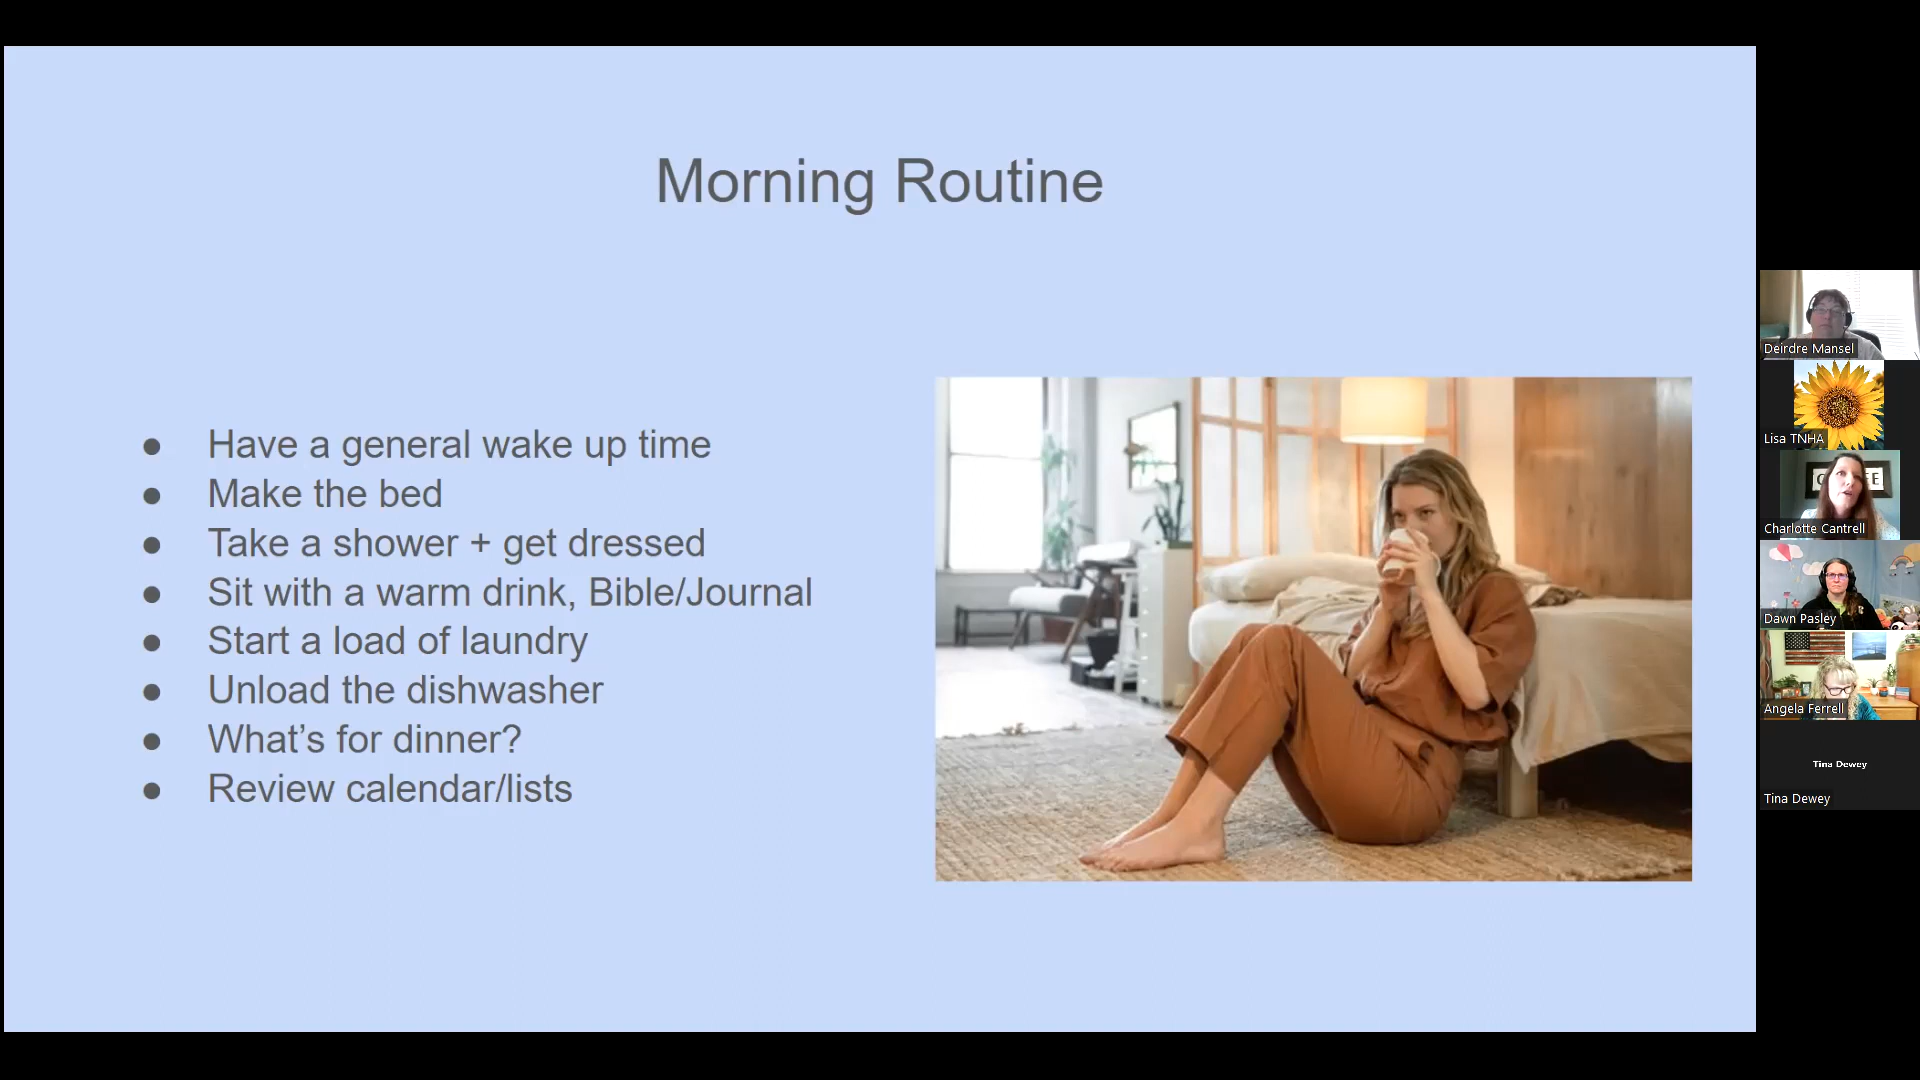 Morning Routine
● Have a general wake up time
● Make the bed
● Take a shower + get dressed
● Sit with a warm drink, Bible/Journal
● Start a load of laundry
● Unload the dishwasher
● What’s for dinner?
● Review calendar/lists
Deirdre Mansel
Lisa TNHA
Charlotte Cantrell
Dawn Pasley
Angela Ferrell
Tina Dewey
Tina Dewey